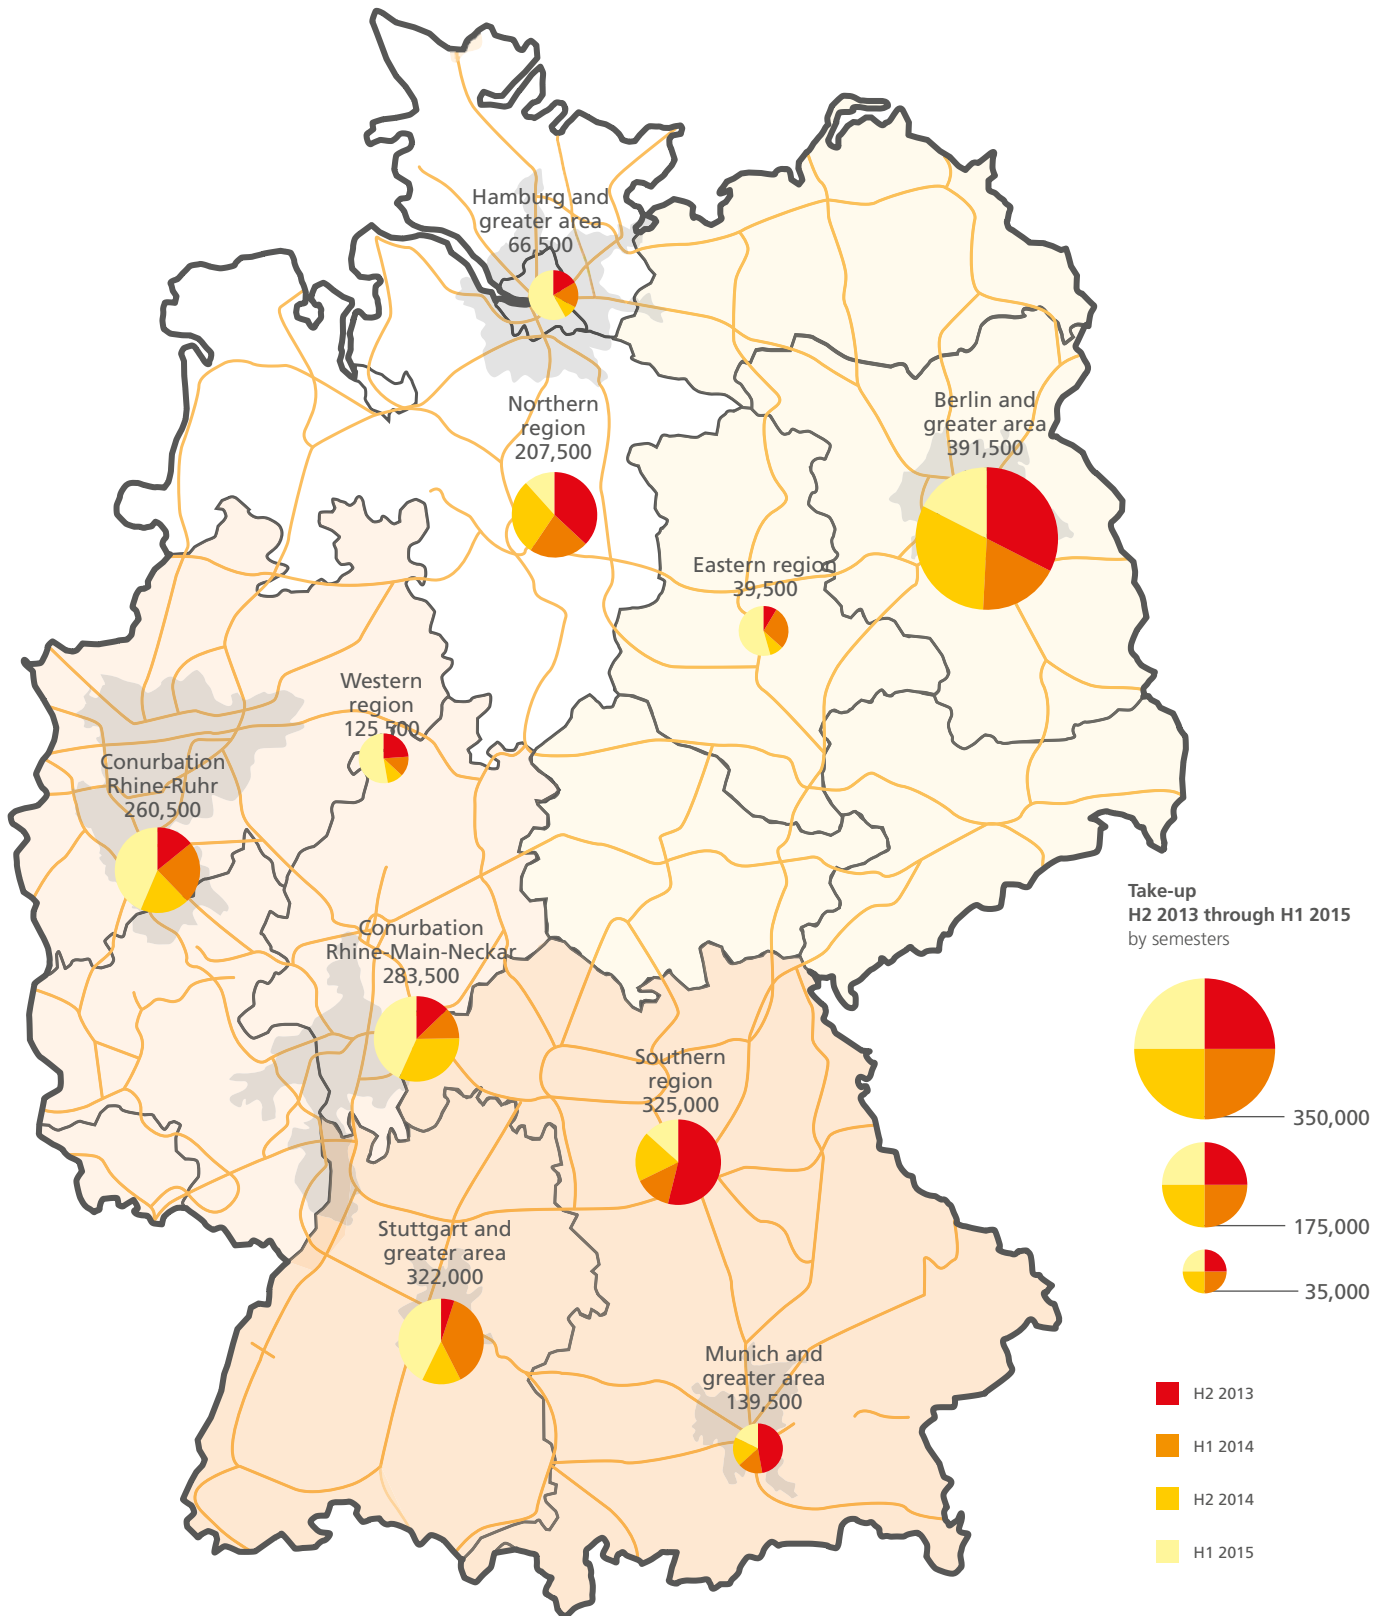 Hamburg and
greater area
66,500
Northern
region
207,500
Berlin and
greater area
391,500
Eastern region
39,500
Western
region
125,500
Conurbation
Rhine-Ruhr
260,500
Conurbation
Rhine-Main-Neckar
283,500
Southern
region
325,000
Stuttgart and
greater area
322,000
Munich and
greater area
139,500
Take-up
H2 2013 through H1 2015
by semesters
350,000
175,000
35,000
H2 2013
H1 2014
H2 2014
H1 2015